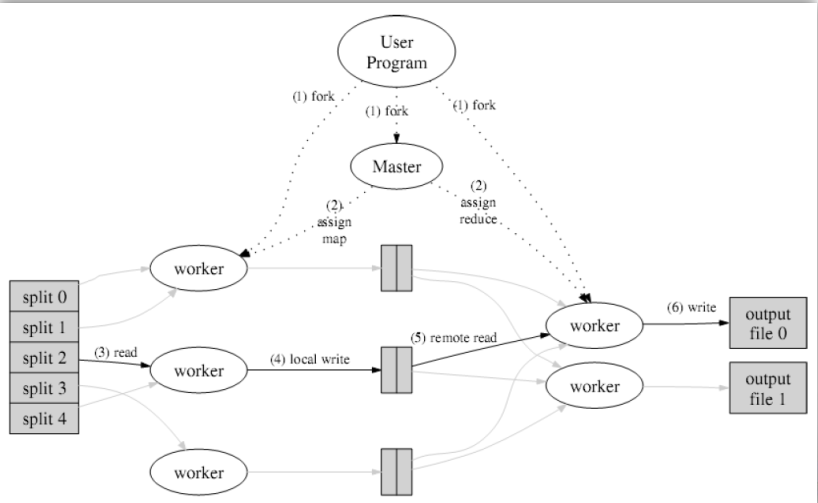 User
Program
(1) fork
(1) fork
(1) fork
Master
(2)
assign
map
(2)
assign
reduce
worker
split 0
split 1
split 2
split 3
split 4
(3) read
worker
(4) local write
(5) remote read
worker
(6) write
output
file 0
worker
output
file 1
worker